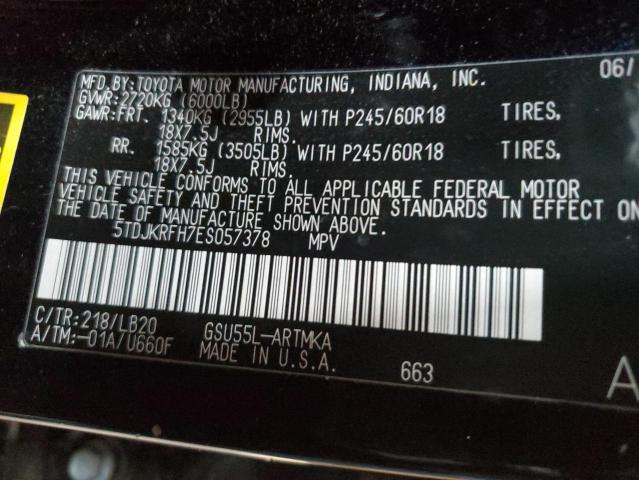 MFD.BY:TOYOTA MOTOR MANUFACTURING, INDIANA, INC. 06/
GVWR:2720KG (6000LB)
GAWR:FRT. 1340KG (2955LB) WITH P245/60R18 TIRES,
18X7.5J RIMS.
RR. 1585KG (3505LB) WITH P245/60R18 TIRES,
18X7.5J RIMS.
THIS VEHICLE CONFORMS TO ALL APPLICABLE FEDERAL MOTOR
VEHICLE SAFETY AND THEFT PREVENTION STANDARDS IN EFFECT ON
THE DATE OF MANUFACTURE SHOWN ABOVE.
5TDJKRFH7ES057378 MPV
C/TR:218/LB20 GSU55L-ARTMKA
A/TM:-01A/U660F MADE IN U.S.A. 663 A